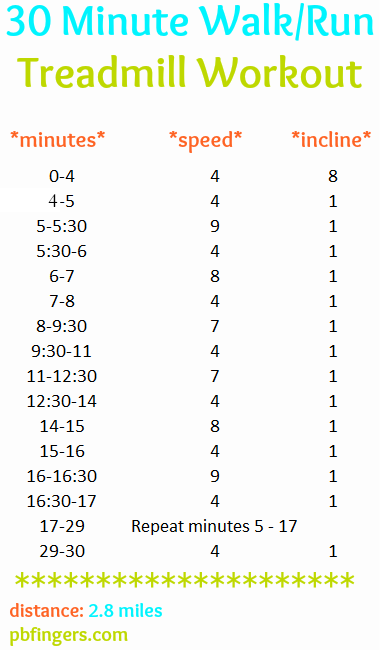 30 Minute Walk/Run
Treadmill Workout
*minutes* *speed* *incline*
0-4 4 8
4-5 4 1
5-5:30 9 1
5:30-6 4 1
6-7 8 1
7-8 4 1
8-9:30 7 1
9:30-11 4 1
11-12:30 7 1
12:30-14 4 1
14-15 8 1
15-16 4 1
16-16:30 9 1
16:30-17 4 1
17-29 Repeat minutes 5 - 17
29-30 4 1
*********************
distance: 2.8 miles
pbfingers.com